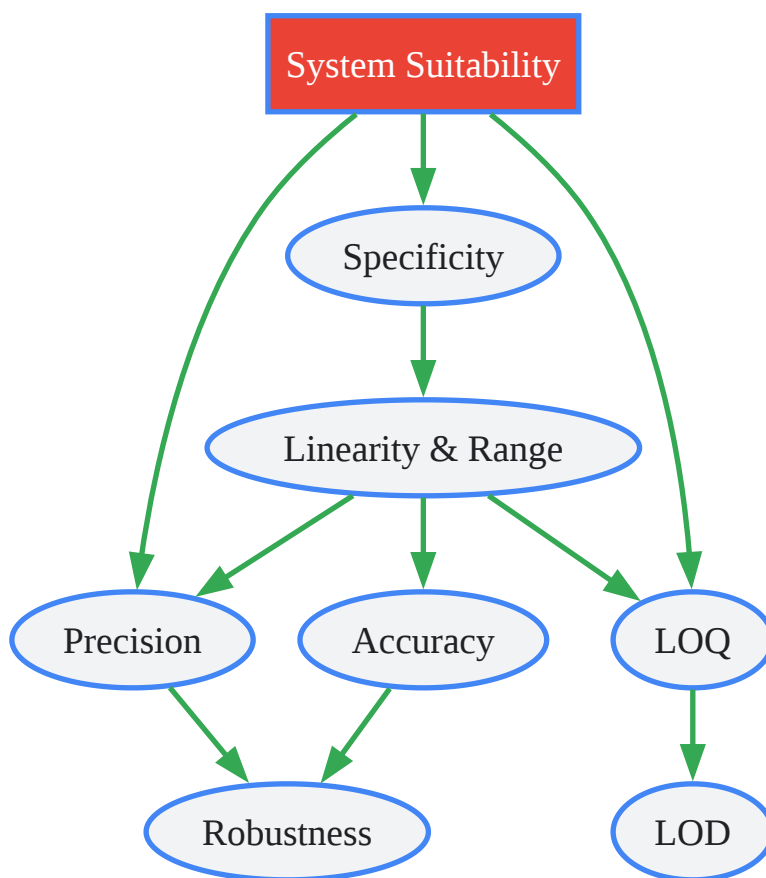 System Suitability
Specificity
Linearity & Range
Precision
Accuracy
LOQ
Robustness
LOD